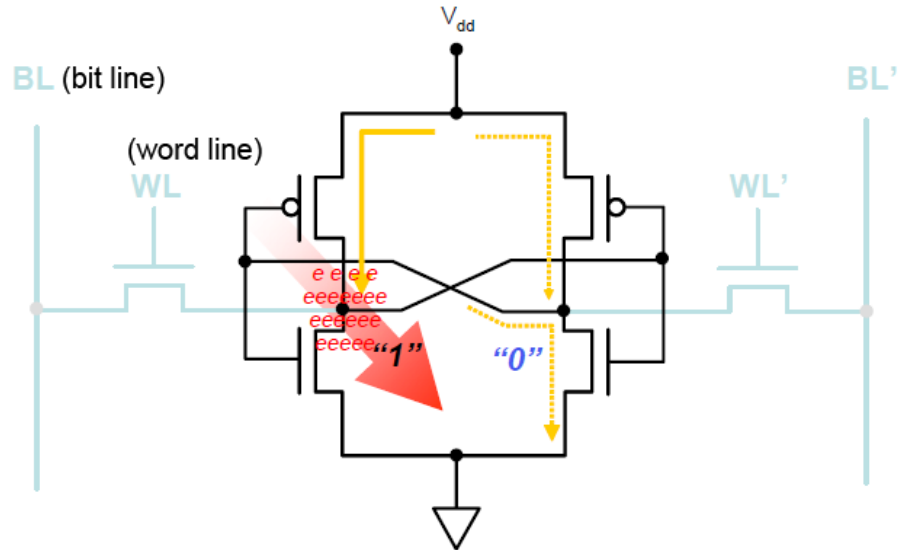 Vdd
BL (bit line)
BL’
(word line)
WL
WL’
e e e e
eeeeeee
eeeeee
eeeee
“1”
“0”